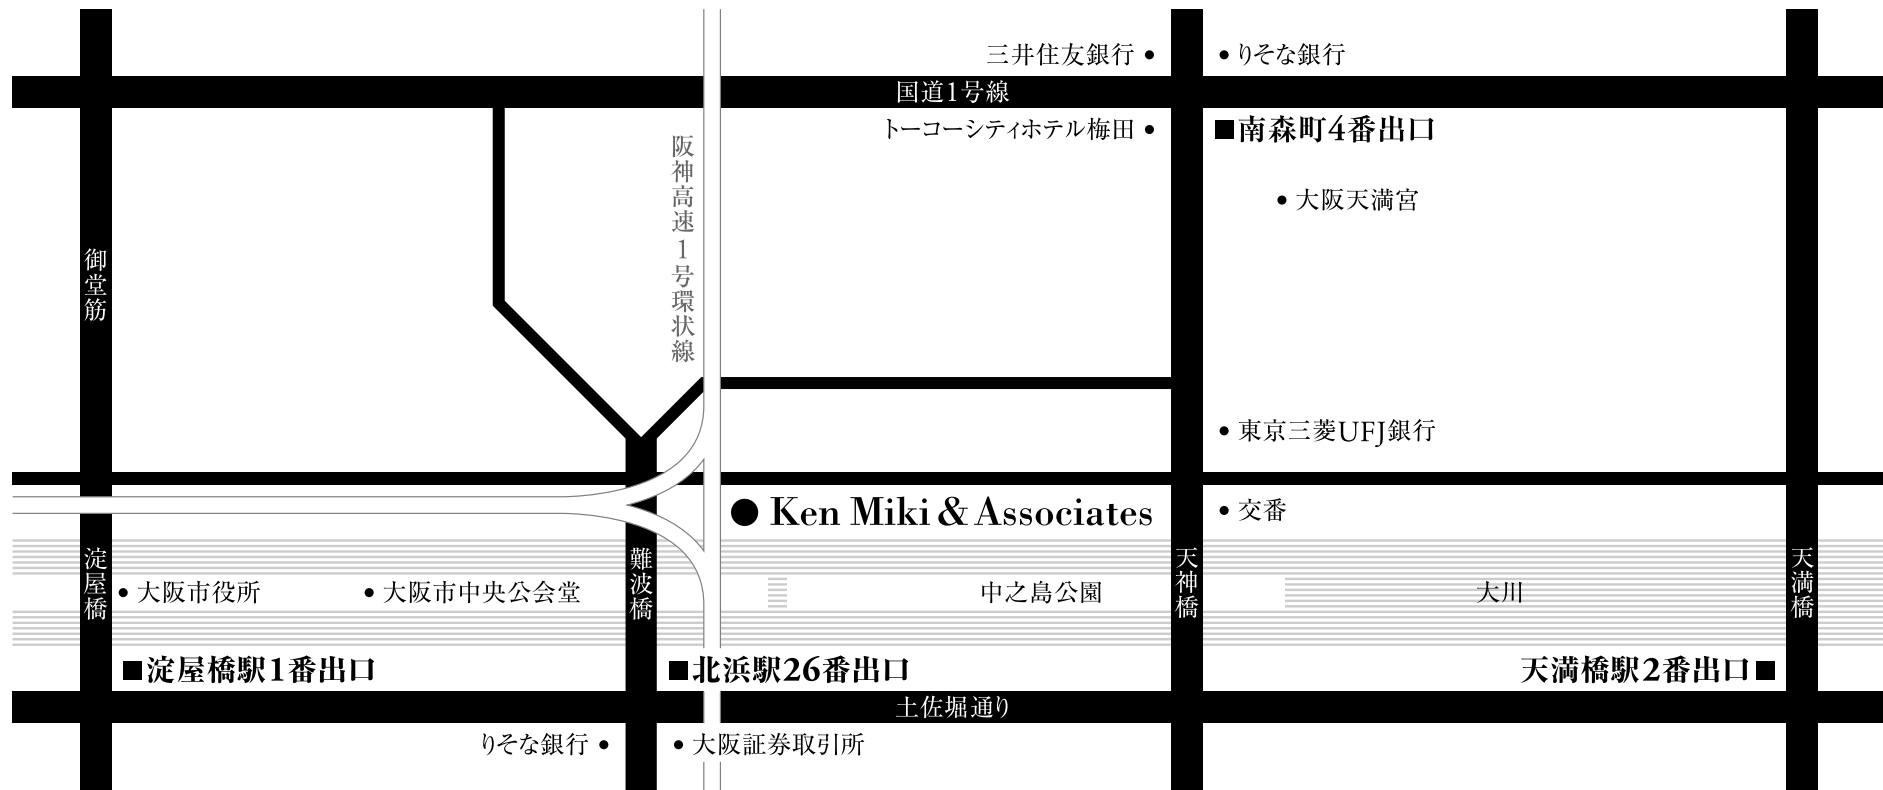 三井住友銀行
りそな銀行
国道1号線
トーコーシティホテル梅田
南森町4番出口
阪神高速1号環状線
大阪天満宮
御堂筋
東京三菱UFJ銀行
Ken Miki & Associates
交番
淀屋橋
難波橋
天神橋
天満橋
大阪市役所
大阪市中央公会堂
中之島公園
大川
淀屋橋駅1番出口
北浜駅26番出口
天満橋駅2番出口
土佐堀通り
りそな銀行
大阪証券取引所